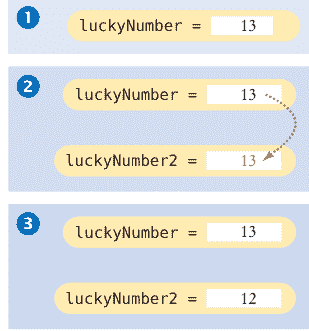 1
luckyNumber = 13
2
luckyNumber = 13
luckyNumber2 = 13
3
luckyNumber = 13
luckyNumber2 = 12